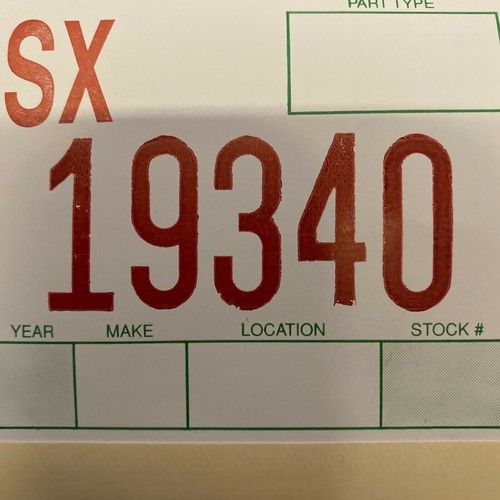 PART TYPE
SX
19340
YEAR MAKE LOCATION STOCK #